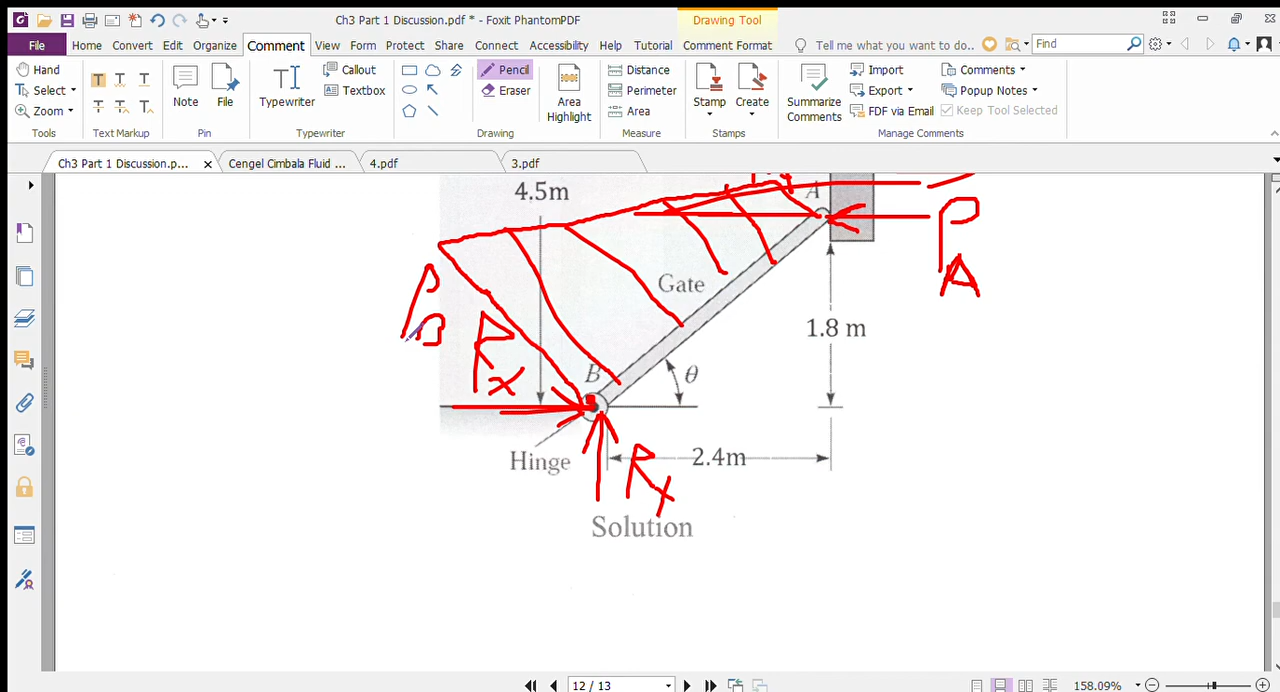 Ch3 Part 1 Discussion.pdf * - Foxit PhantomPDF
Drawing Tool
File Home Convert Edit Organize Comment View Form Protect Share Connect Accessibility Help Tutorial Comment Format Tell me what you want to do.. Find
Hand
Select
Zoom
Tools
Text Markup
Note
File
Pin
Typewriter
Callout
Textbox
Typewriter
Pencil
Eraser
Drawing
Area
Highlight
Distance
Perimeter
Area
Measure
Stamp
Create
Stamps
Summarize
Comments
Import
Export
FDF via Email
Comments
Popup Notes
Keep Tool Selected
Manage Comments
Ch3 Part 1 Discussion.p...
Cengel Cimbala Fluid ...
4.pdf
3.pdf
4.5m
A
P
A
Gate
1.8 m
P
B
R
x
B
θ
Hinge
2.4m
R
y
Solution
12 / 13
158.09%